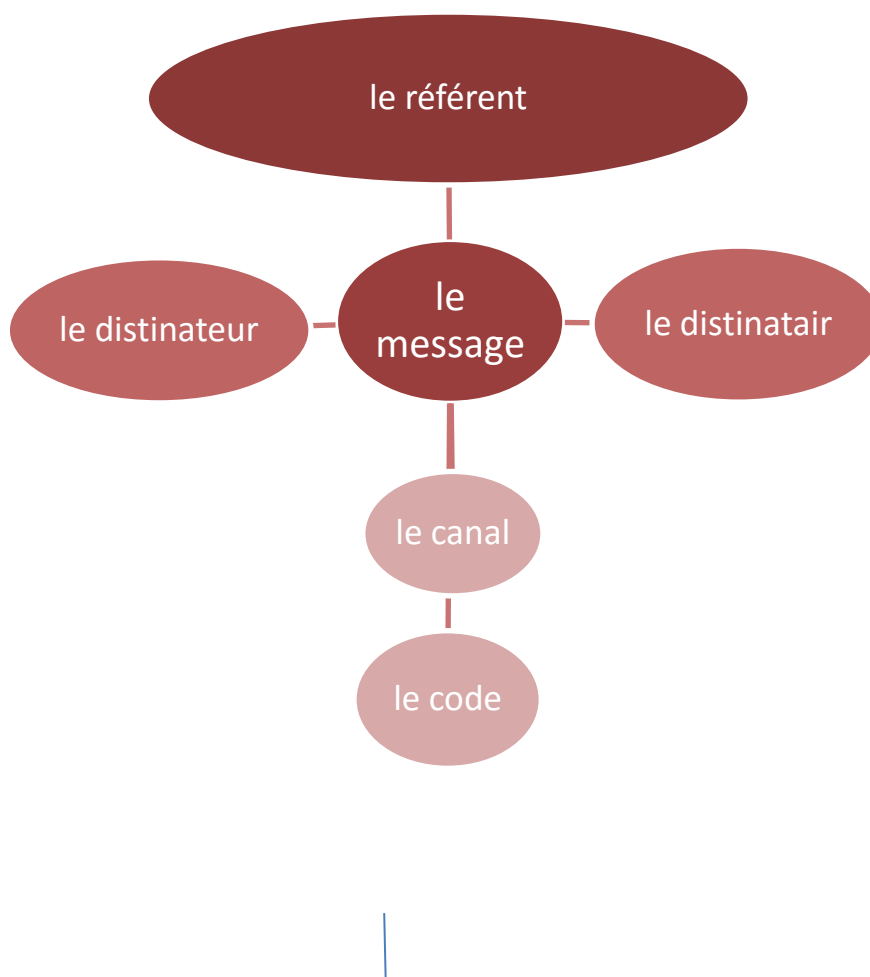 le référent
le distinateur
le
message
le distinatair
le canal
le code